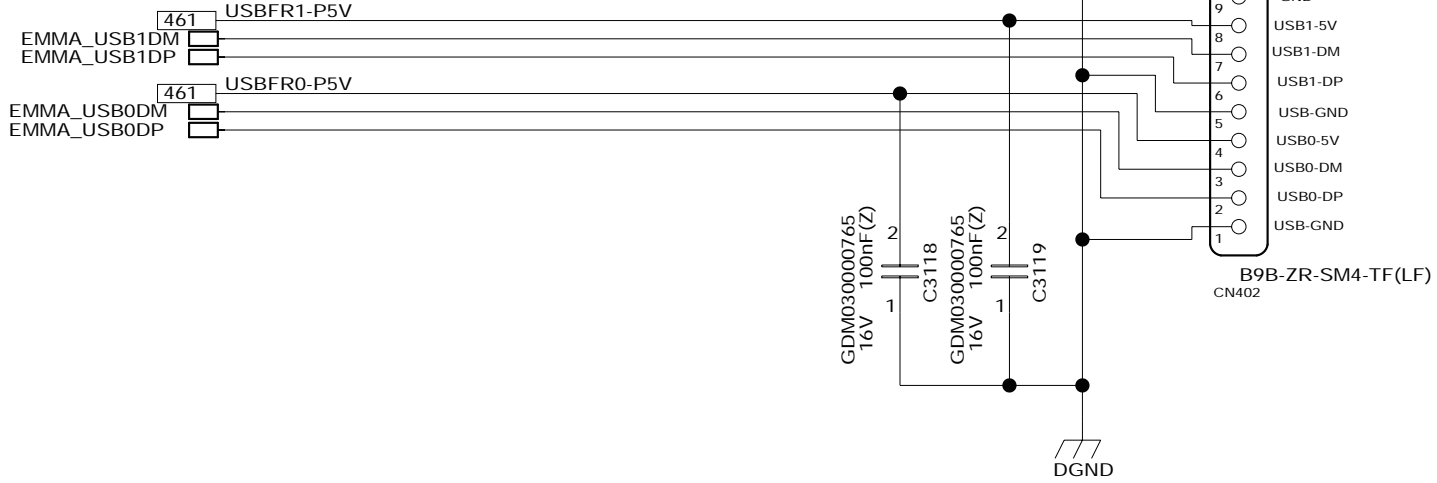 461
USBFR1-P5V
EMMA_USB1DM
EMMA_USB1DP
461
USBFR0-P5V
EMMA_USB0DM
EMMA_USB0DP
9
USB1-5V
8
USB1-DM
7
USB1-DP
6
USB-GND
5
USB0-5V
4
USB0-DM
3
USB0-DP
2
USB-GND
1
B9B-ZR-SM4-TF(LF)
CN402
GDM030000765
16V 100nF(Z)
2
1
C3118
GDM030000765
16V 100nF(Z)
2
1
C3119
DGND